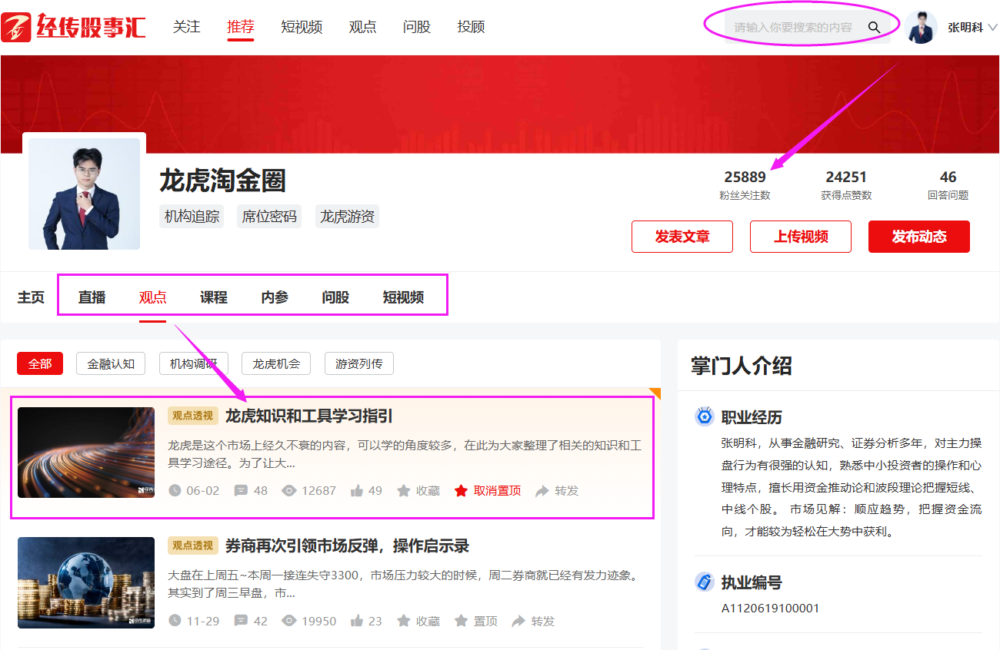 经传股事汇
关注 推荐 短视频 观点 问股 投顾
请输入你要搜索的内容
张明科
龙虎淘金圈
机构追踪 席位密码 龙虎游资
25889 24251 46
粉丝关注数 获得点赞数 回答问题
发表文章 上传视频 发布动态
主页 直播 观点 课程 内参 问股 短视频
全部 金融认知 机构调研 龙虎机会 游资列传
观点透视 龙虎知识和工具学习指引
龙虎是这个市场上经久不衰的内容，可以学的角度较多，在此为大家整理了相关的知识和工
具学习途径。为了让大...
06-02 48 12687 49 收藏 取消置顶 转发
观点透视 券商再次引领市场反弹，操作启示录
大盘在上周五~本周一接连失守3300，市场压力较大的时候，周二券商就已经有发力迹象。
其实到了周三早盘，市...
11-29 42 19950 23 收藏 置顶 转发
掌门人介绍
职业经历
张明科，从事金融研究、证券分析多年，对主力操
盘行为有很强的认知，熟悉中小投资者的操作和心
理特点，擅长用资金推动论和波段理论把握短线、
中线个股。 市场见解：顺应趋势，把握资金流
向，才能较为轻松在大势中获利。
执业编号
A1120619100001